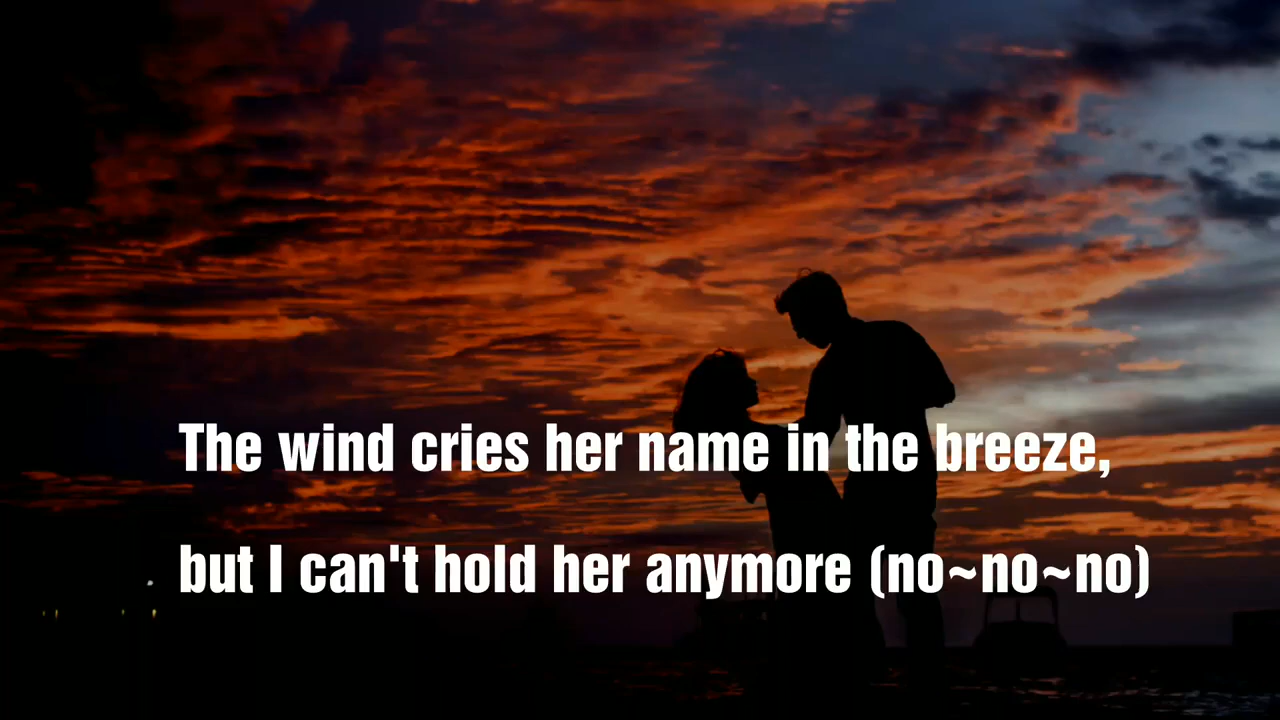 The wind cries her name in the breeze,
but I can't hold her anymore (no~no~no)